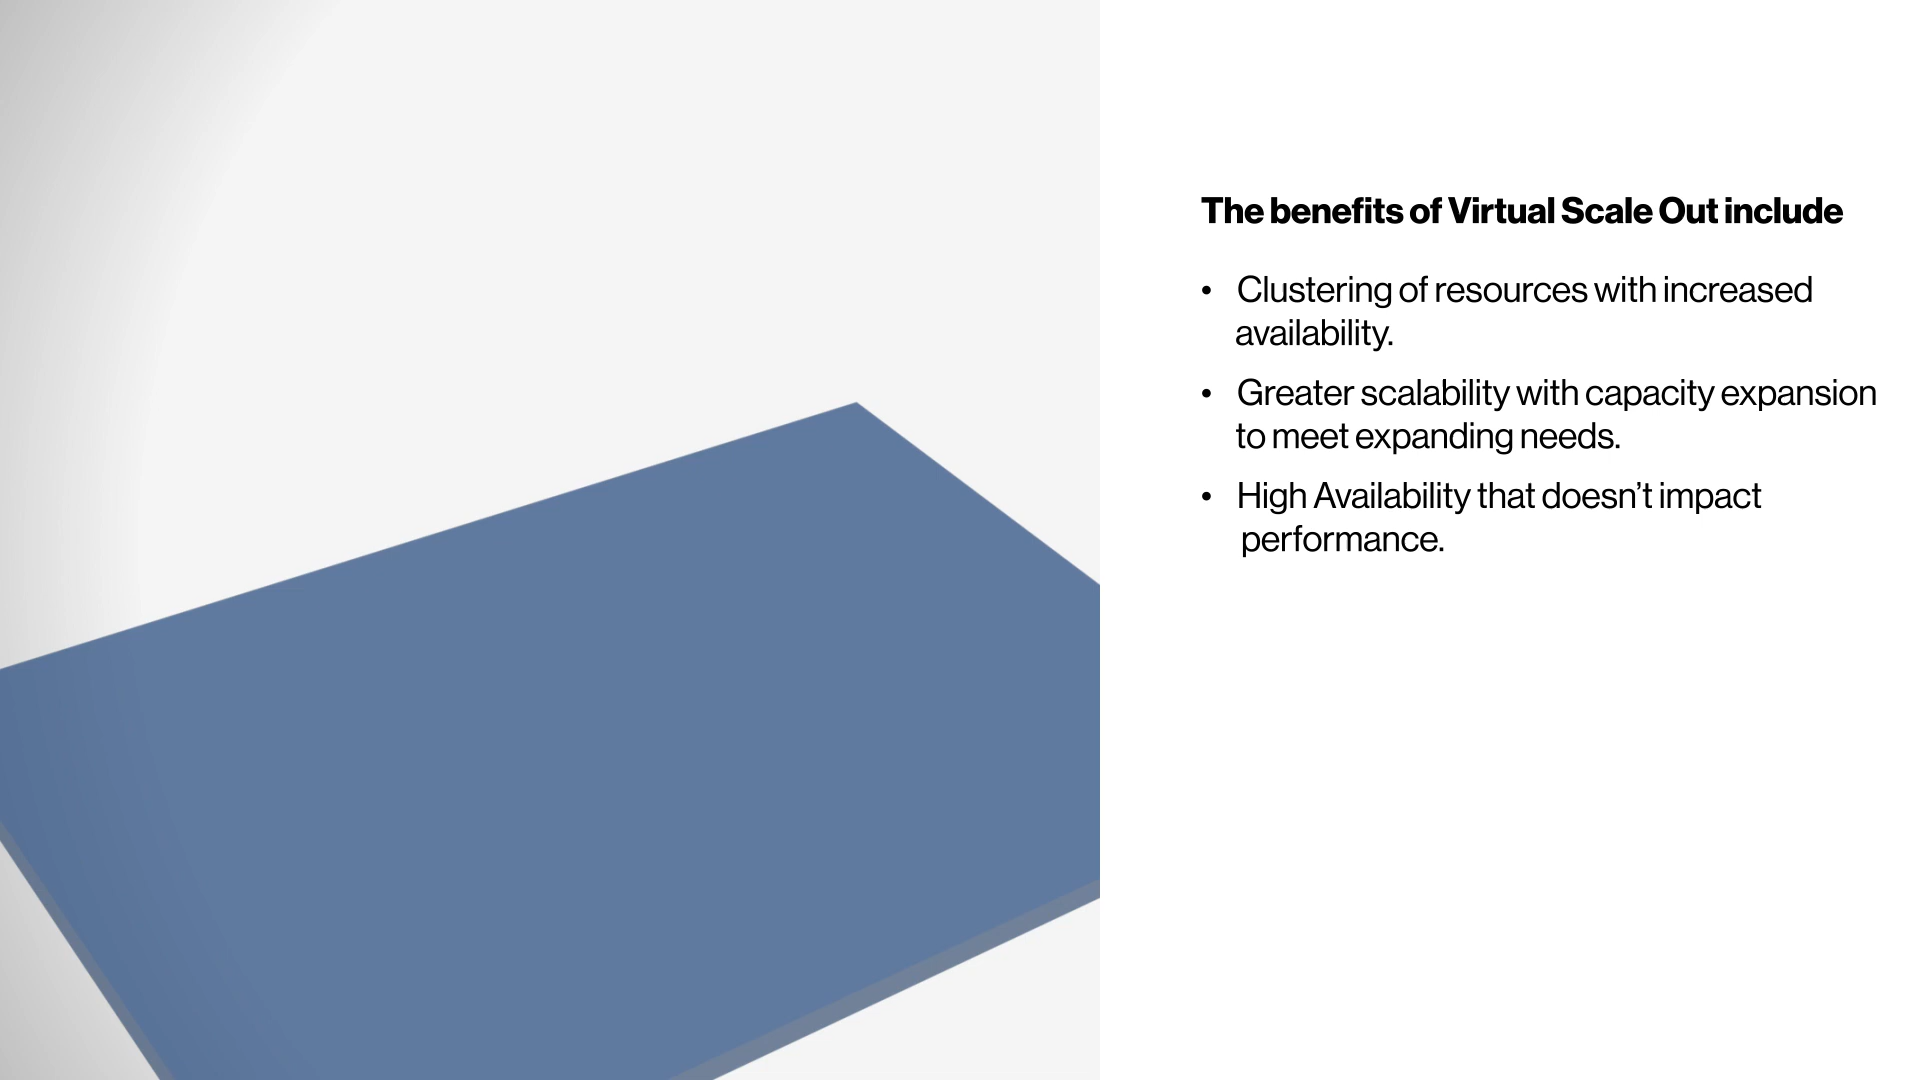 The benefits of Virtual Scale Out include
• Clustering of resources with increased
availability.
• Greater scalability with capacity expansion
to meet expanding needs.
• High Availability that doesn’t impact
performance.